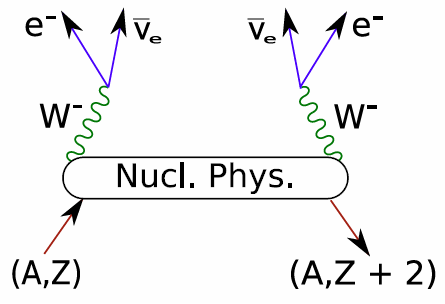 e⁻ ν̄ₑ ν̄ₑ e⁻
W⁻ W⁻
Nucl. Phys.
(A,Z) (A,Z + 2)